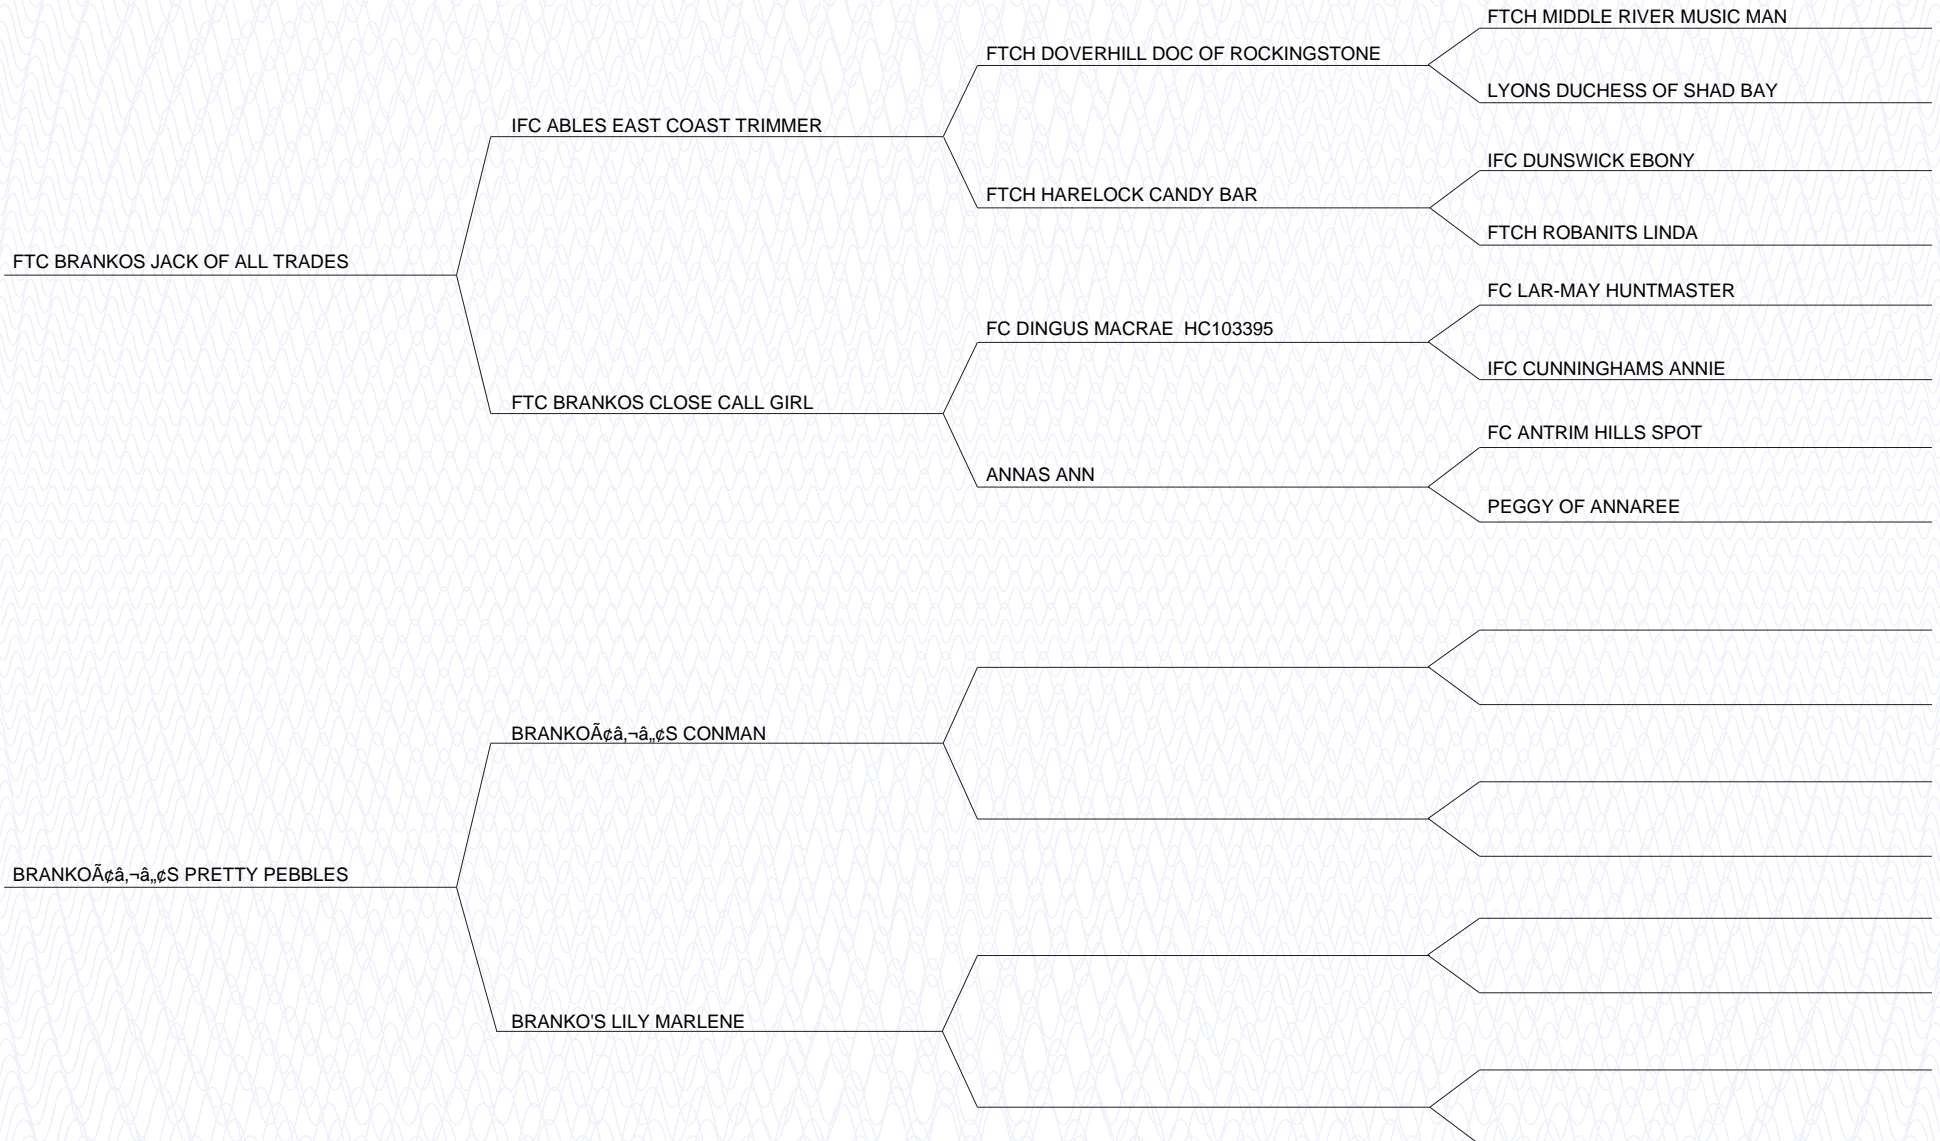 FTCH MIDDLE RIVER MUSIC MAN
FTCH DOVERHILL DOC OF ROCKINGSTONE
LYONS DUCHESS OF SHAD BAY
IFC ABLES EAST COAST TRIMMER
IFC DUNSWICK EBONY
FTCH HARELOCK CANDY BAR
FTCH ROBANITS LINDA
FTC BRANKOS JACK OF ALL TRADES
FC LAR-MAY HUNTMASTER
FC DINGUS MACRAE  HC103395
IFC CUNNINGHAMS ANNIE
FTC BRANKOS CLOSE CALL GIRL
FC ANTRIM HILLS SPOT
ANNAS ANN
PEGGY OF ANNAREE
BRANKOÃ¢â‚¬â„¢S CONMAN
BRANKOÃ¢â‚¬â„¢S PRETTY PEBBLES
BRANKO'S LILY MARLENE